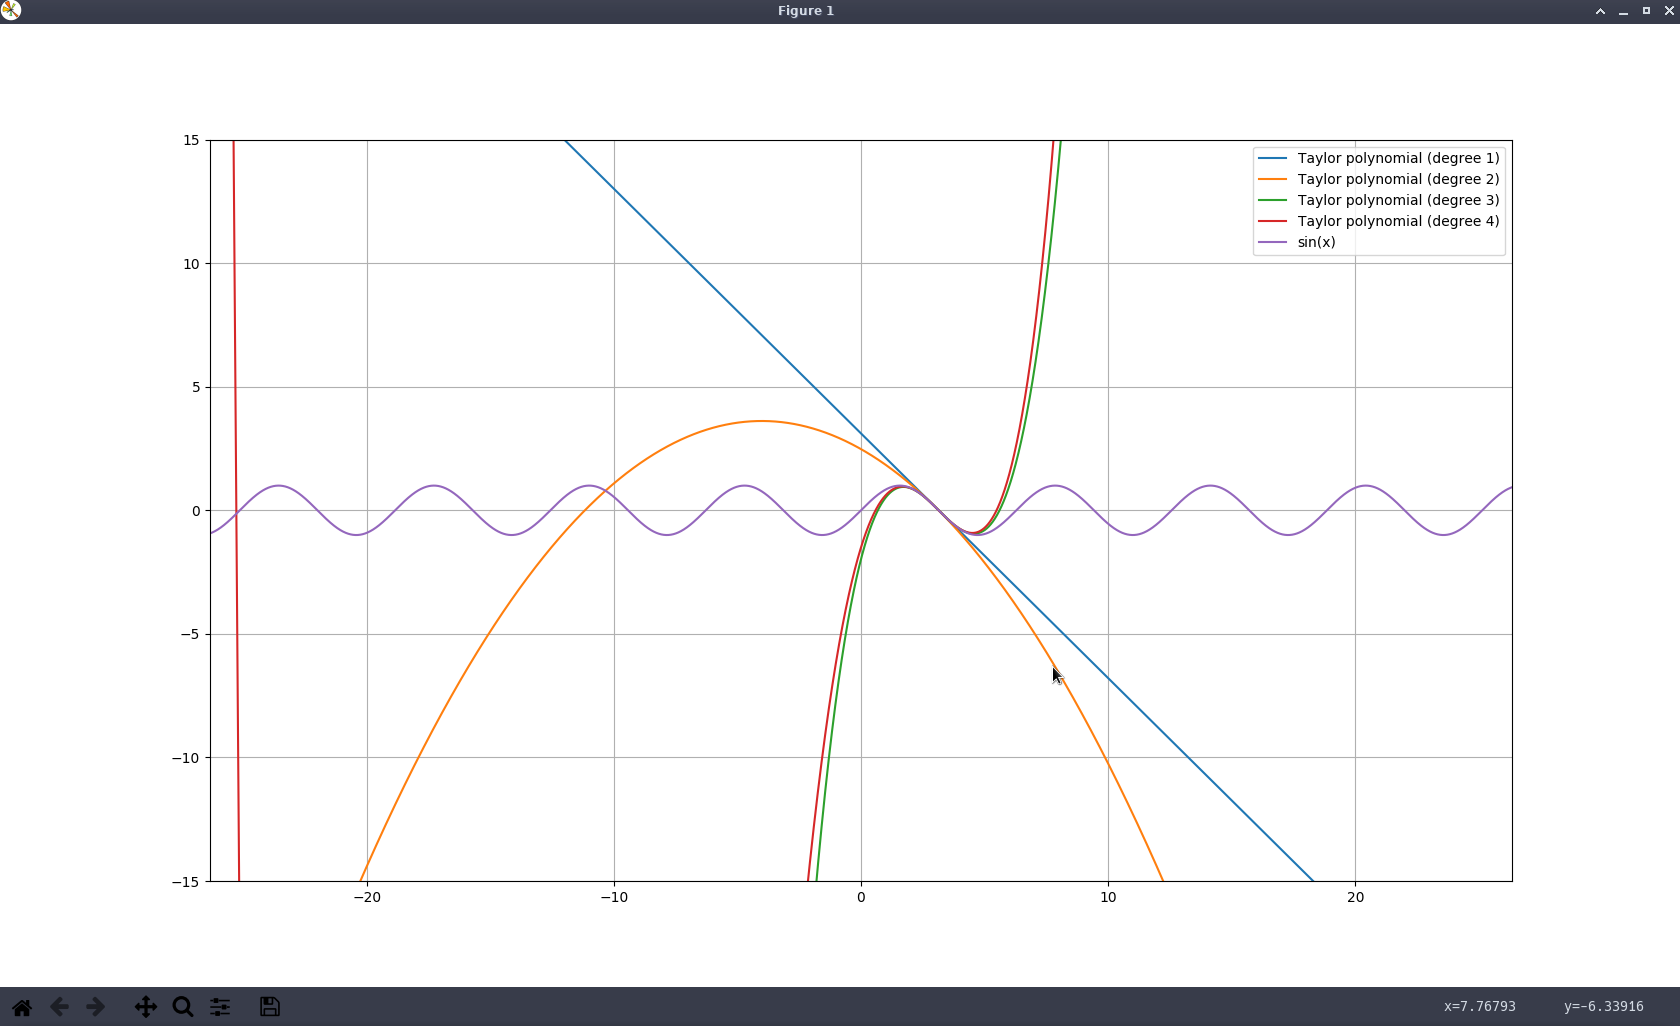 Figure 1
15
10
5
0
−5
−10
−15
−20
−10
0
10
20
Taylor polynomial (degree 1)
Taylor polynomial (degree 2)
Taylor polynomial (degree 3)
Taylor polynomial (degree 4)
sin(x)
x=7.76793 y=-6.33916